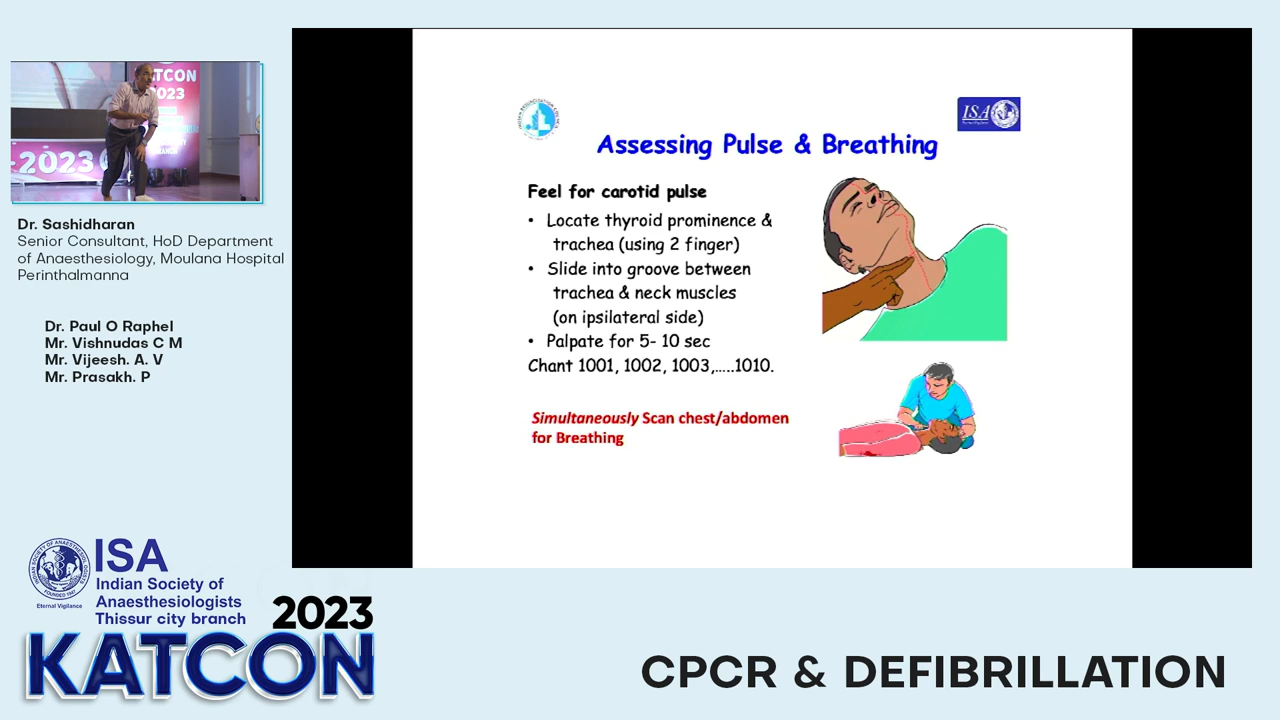 TCON
2023
-2023
Dr. Sashidharan
Senior Consultant, HoD Department
of Anaesthesiology, Moulana Hospital
Perinthalmanna
Dr. Paul O Raphel
Mr. Vishnudas C M
Mr. Vijeesh. A. V
Mr. Prasakh. P
ISA
Assessing Pulse & Breathing
Feel for carotid pulse
• Locate thyroid prominence &
trachea (using 2 finger)
• Slide into groove between
trachea & neck muscles
(on ipsilateral side)
• Palpate for 5- 10 sec
Chant 1001, 1002, 1003,.....1010.
Simultaneously Scan chest/abdomen
for Breathing
ISA
Indian Society of
Anaesthesiologists
Thissur city branch
Eternal Vigilance
2023
KATCON
CPCR & DEFIBRILLATION